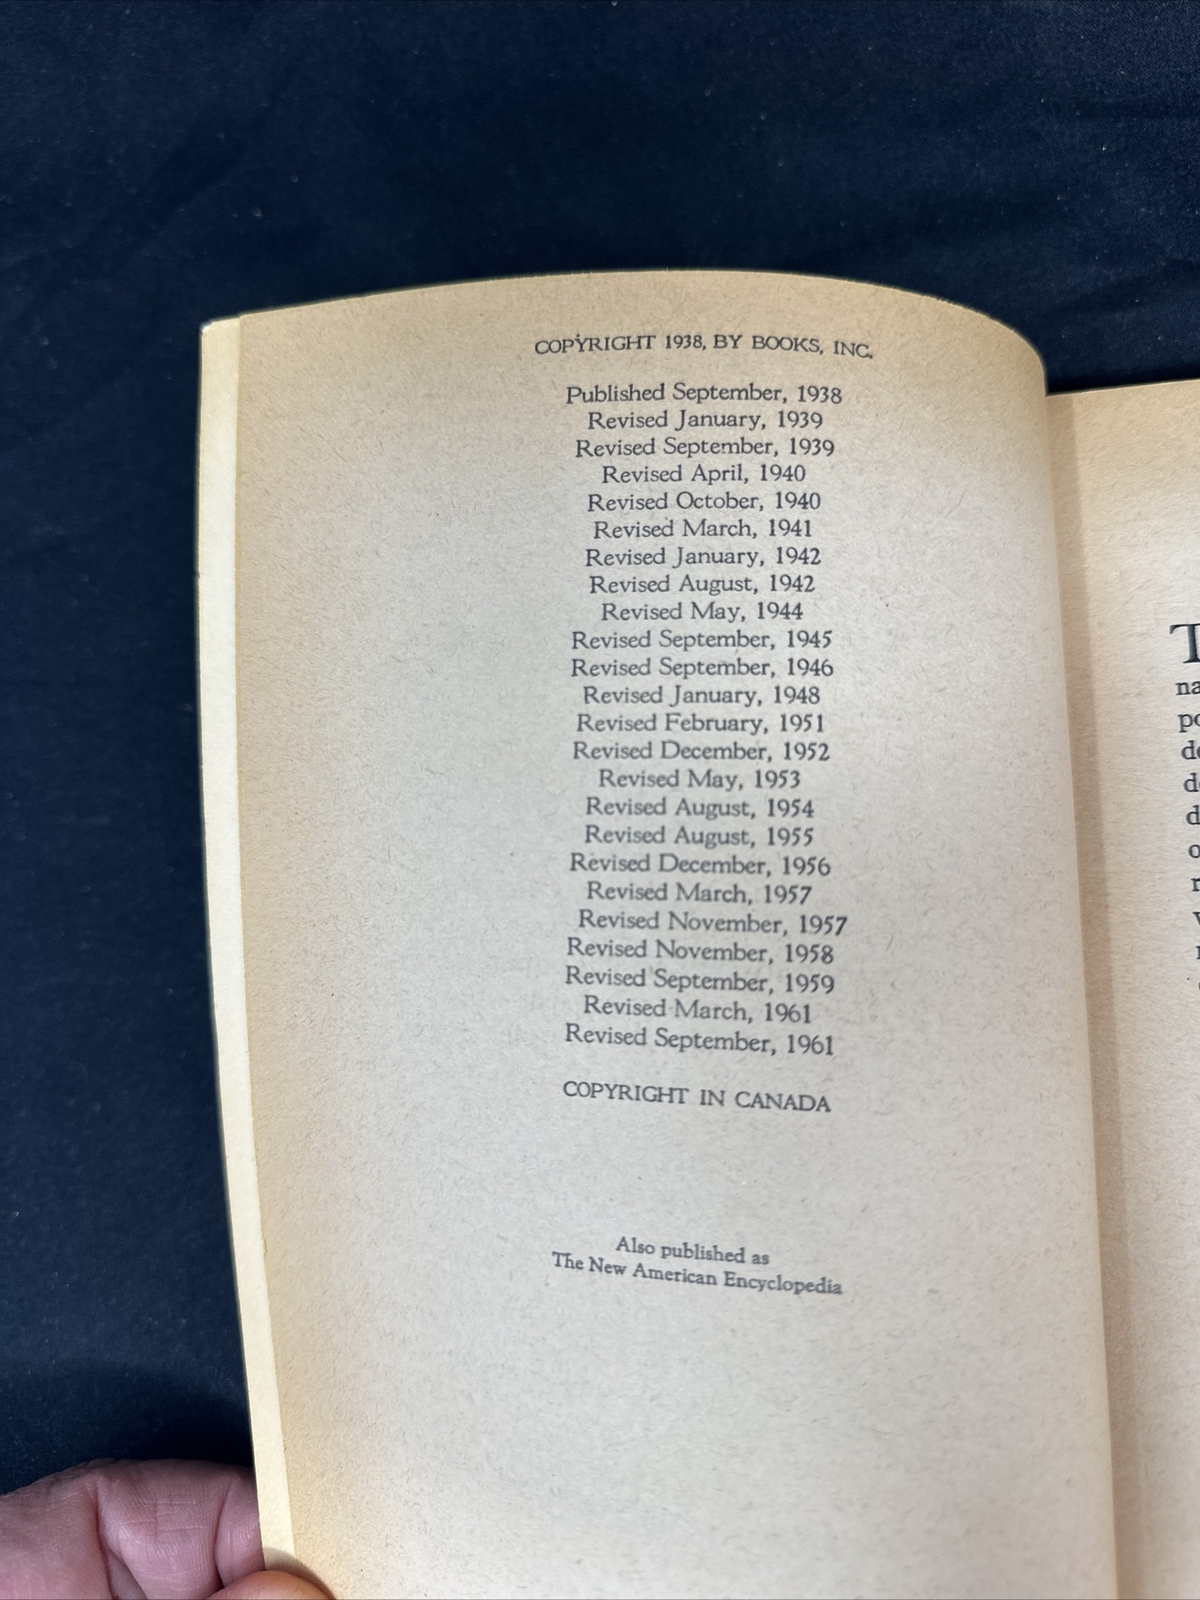 COPYRIGHT 1938, BY BOOKS, INC.
Published September, 1938
Revised January, 1939
Revised September, 1939
Revised April, 1940
Revised October, 1940
Revised March, 1941
Revised January, 1942
Revised August, 1942
Revised May, 1944
Revised September, 1945
Revised September, 1946
Revised January, 1948
Revised February, 1951
Revised December, 1952
Revised May, 1953
Revised August, 1954
Revised August, 1955
Revised December, 1956
Revised March, 1957
Revised November, 1957
Revised November, 1958
Revised September, 1959
Revised March, 1961
Revised September, 1961
COPYRIGHT IN CANADA
Also published as
The New American Encyclopedia